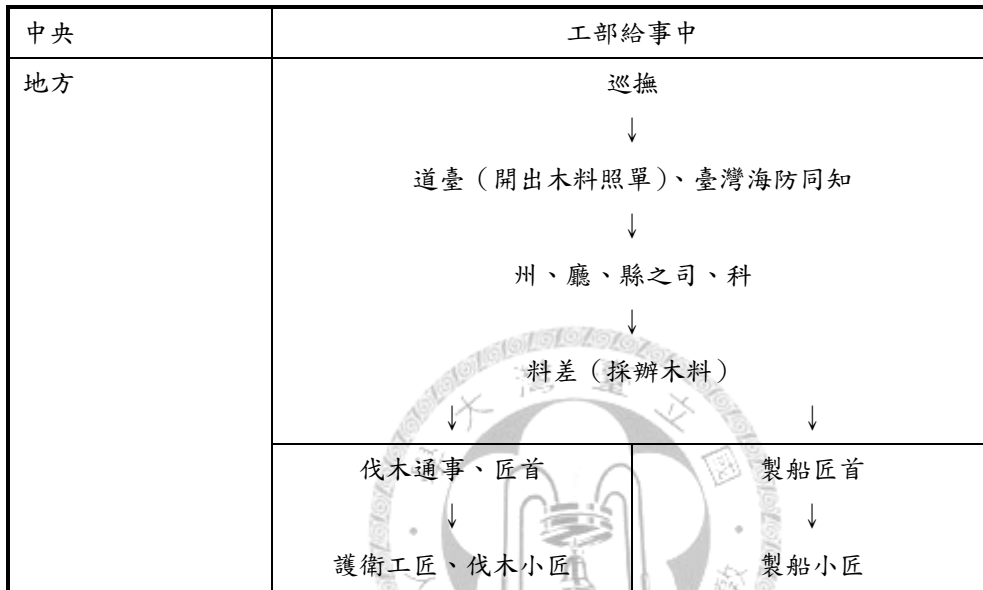 中央 工部給事中
地方 巡撫
↓
道臺（開出木料照單）、臺灣海防同知
↓
州、廳、縣之司、科
↓
料差（採辦木料）
↓ ↓
伐木通事、匠首 製船匠首
↓ ↓
護衛工匠、伐木小匠 製船小匠